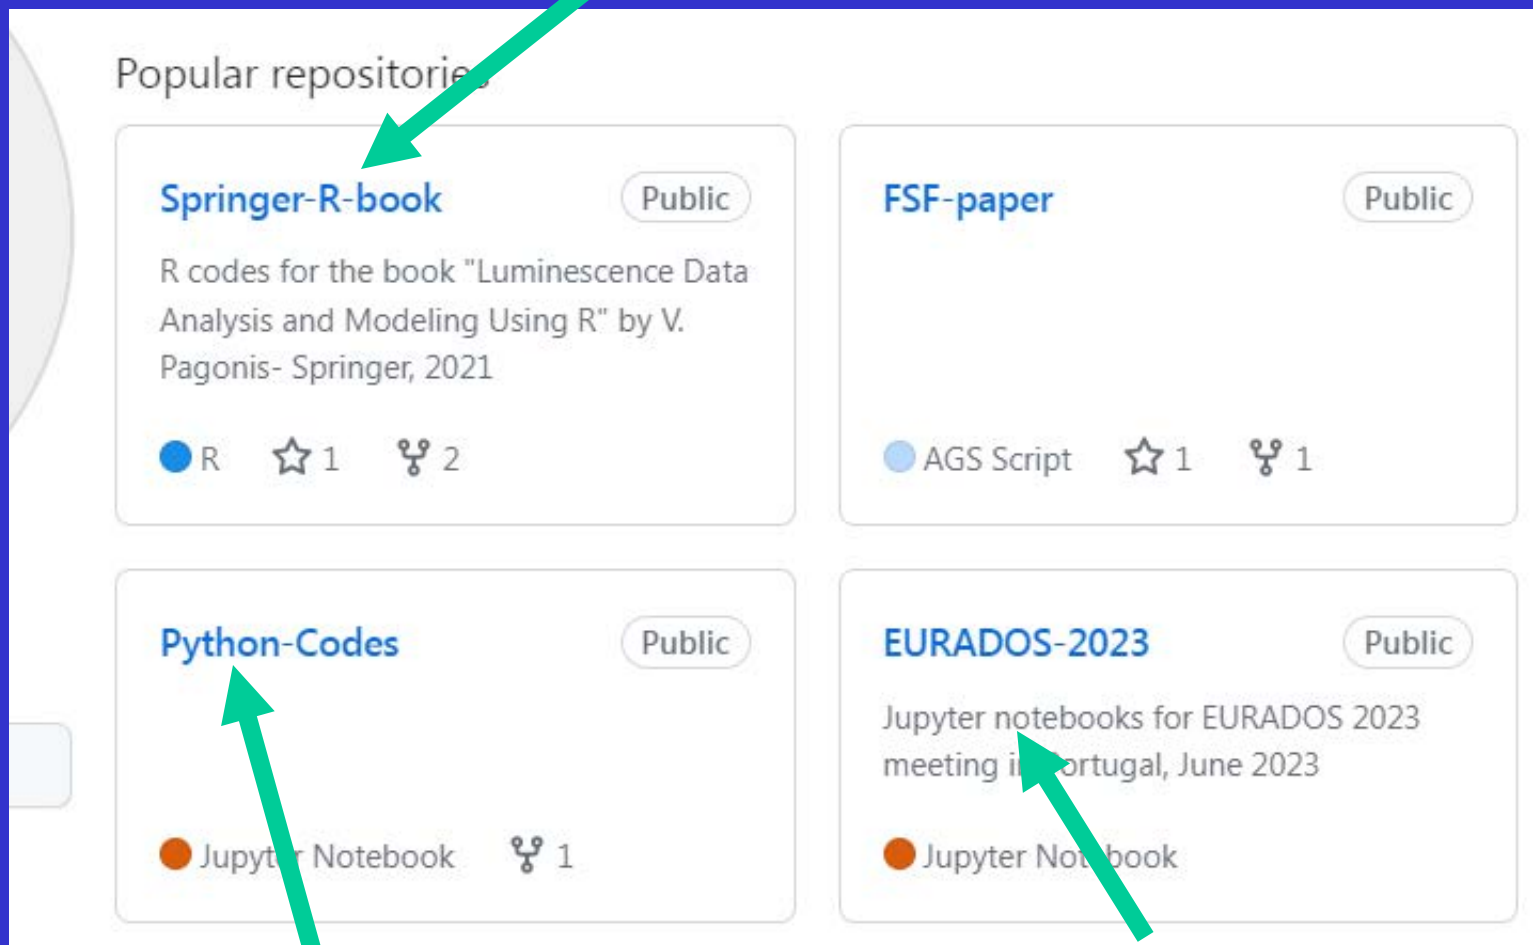 Popular repositories
Springer-R-book
Public
R codes for the book "Luminescence Data
Analysis and Modeling Using R" by V.
Pagonis- Springer, 2021
R 1 2
FSF-paper
Public
AGS Script 1 1
Python-Codes
Public
Jupyter Notebook 1
EURADOS-2023
Public
Jupyter notebooks for EURADOS 2023
meeting in Portugal, June 2023
Jupyter Notebook